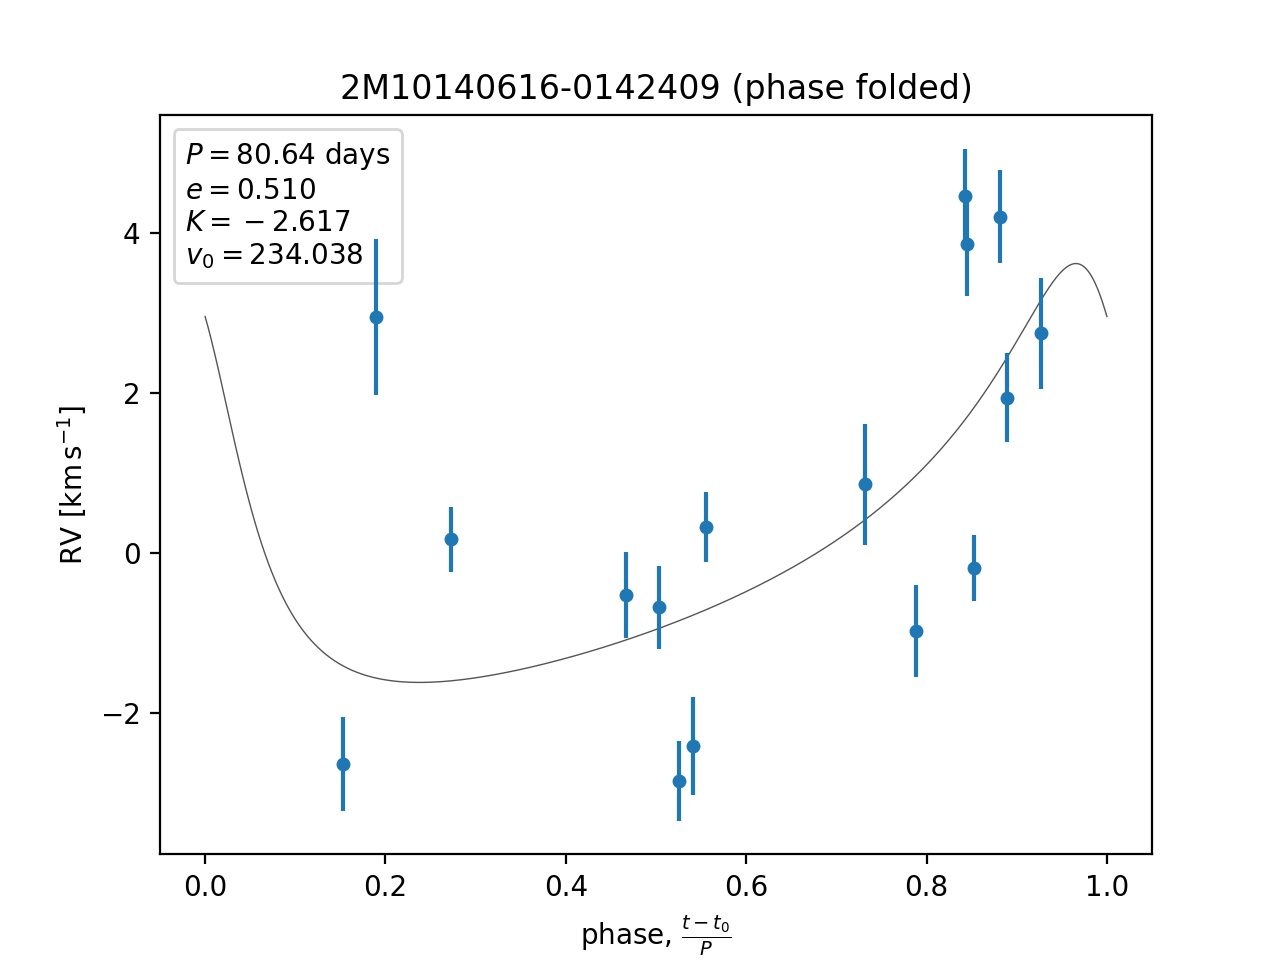 2M10140616-0142409 (phase folded)
P = 80.64 days
e = 0.510
K = −2.617
v₀ = 234.038
4
2
0
−2
RV [km s⁻¹]
0.0 0.2 0.4 0.6 0.8 1.0
phase, (t − t₀)/P